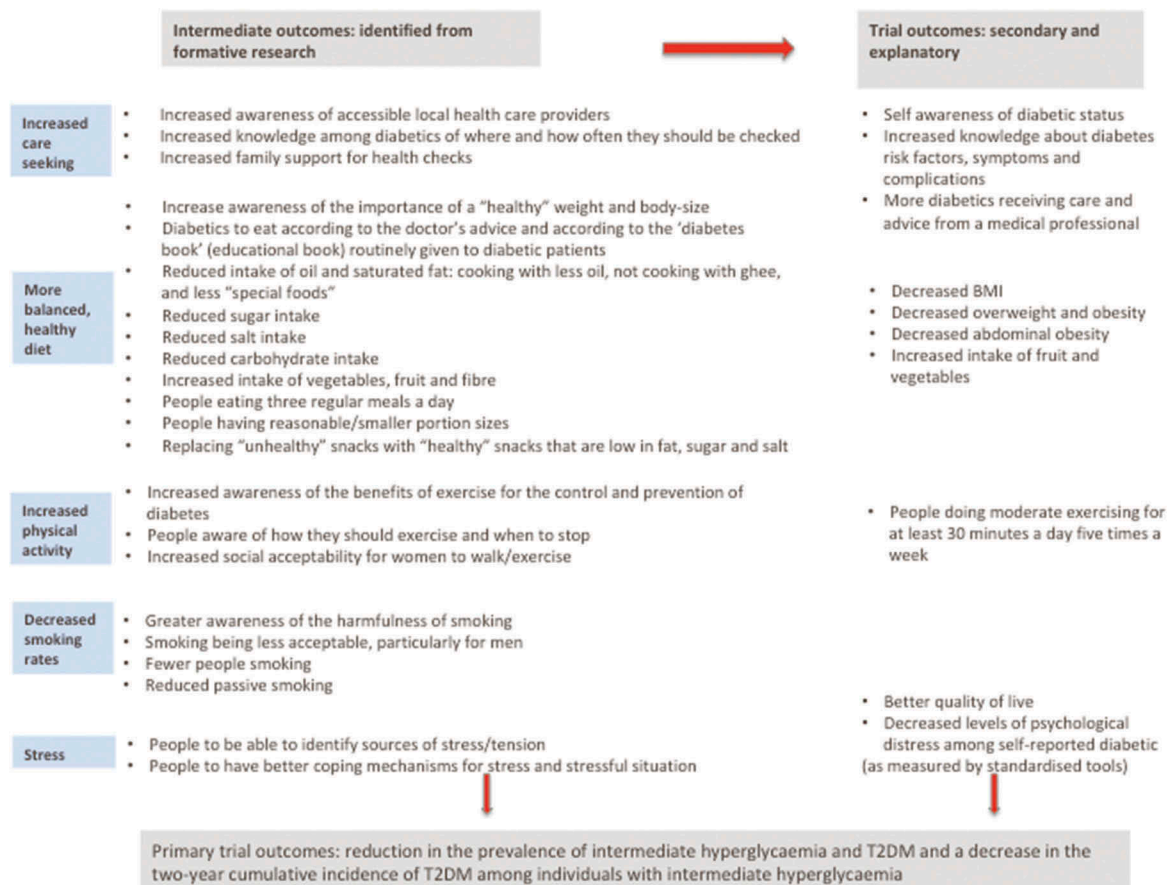 Intermediate outcomes: identified from
formative research
Trial outcomes: secondary and
explanatory
Increased
care
seeking
• Increased awareness of accessible local health care providers
• Increased knowledge among diabetics of where and how often they should be checked
• Increased family support for health checks
• Self awareness of diabetic status
• Increased knowledge about diabetes
risk factors, symptoms and
complications
• More diabetics receiving care and
advice from a medical professional
More
balanced,
healthy
diet
• Increase awareness of the importance of a “healthy” weight and body-size
• Diabetics to eat according to the doctor’s advice and according to the ‘diabetes
book’ (educational book) routinely given to diabetic patients
• Reduced intake of oil and saturated fat: cooking with less oil, not cooking with ghee,
and less “special foods”
• Reduced sugar intake
• Reduced salt intake
• Reduced carbohydrate intake
• Increased intake of vegetables, fruit and fibre
• People eating three regular meals a day
• People having reasonable/smaller portion sizes
• Replacing “unhealthy” snacks with “healthy” snacks that are low in fat, sugar and salt
• Decreased BMI
• Decreased overweight and obesity
• Decreased abdominal obesity
• Increased intake of fruit and
vegetables
Increased
physical
activity
• Increased awareness of the benefits of exercise for the control and prevention of
diabetes
• People aware of how they should exercise and when to stop
• Increased social acceptability for women to walk/exercise
• People doing moderate exercising for
at least 30 minutes a day five times a
week
Decreased
smoking
rates
• Greater awareness of the harmfulness of smoking
• Smoking being less acceptable, particularly for men
• Fewer people smoking
• Reduced passive smoking
Stress
• People to be able to identify sources of stress/tension
• People to have better coping mechanisms for stress and stressful situation
• Better quality of live
• Decreased levels of psychological
distress among self-reported diabetic
(as measured by standardised tools)
Primary trial outcomes: reduction in the prevalence of intermediate hyperglycaemia and T2DM and a decrease in the
two-year cumulative incidence of T2DM among individuals with intermediate hyperglycaemia